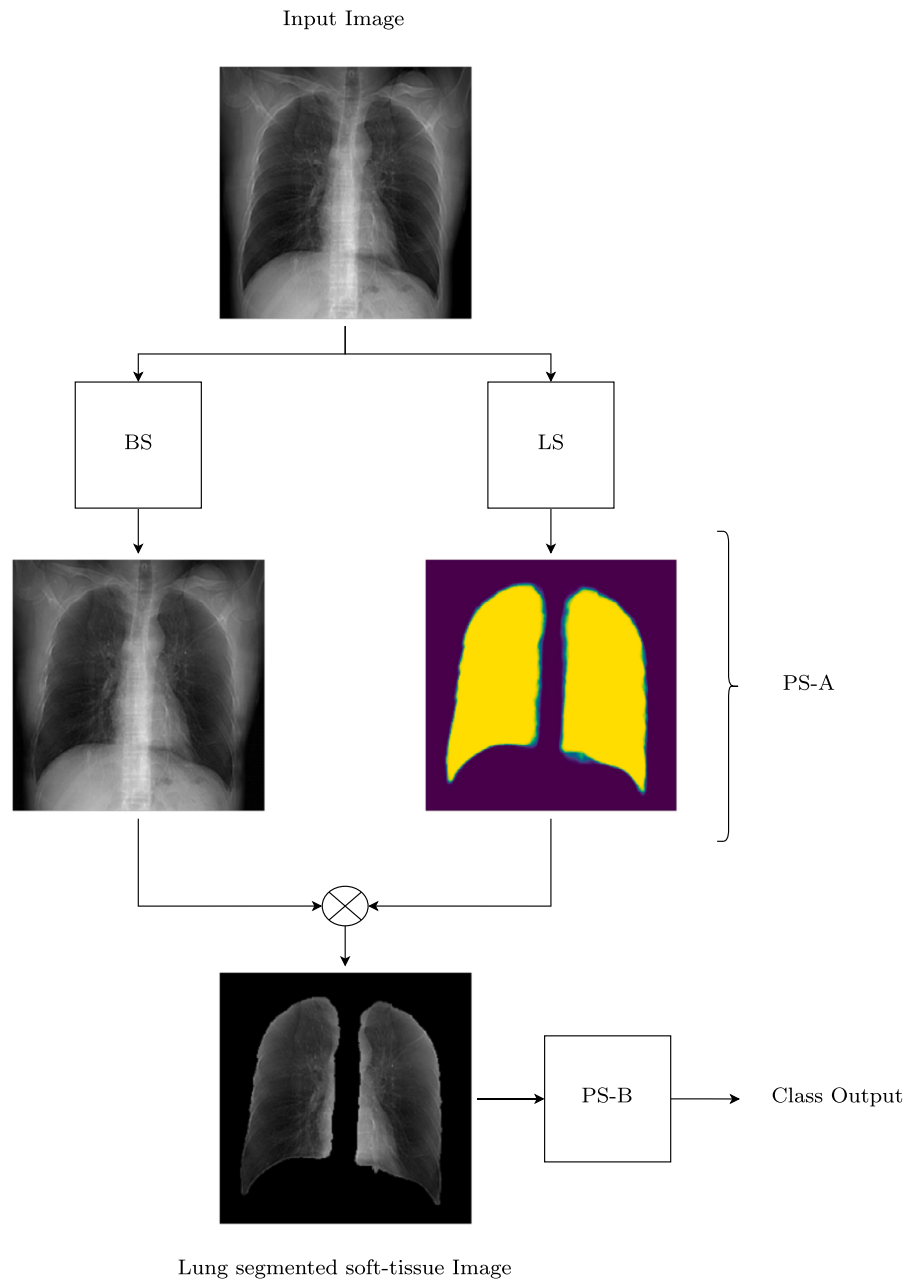 Input Image
BS
LS
PS-A
PS-B
Class Output
Lung segmented soft-tissue Image